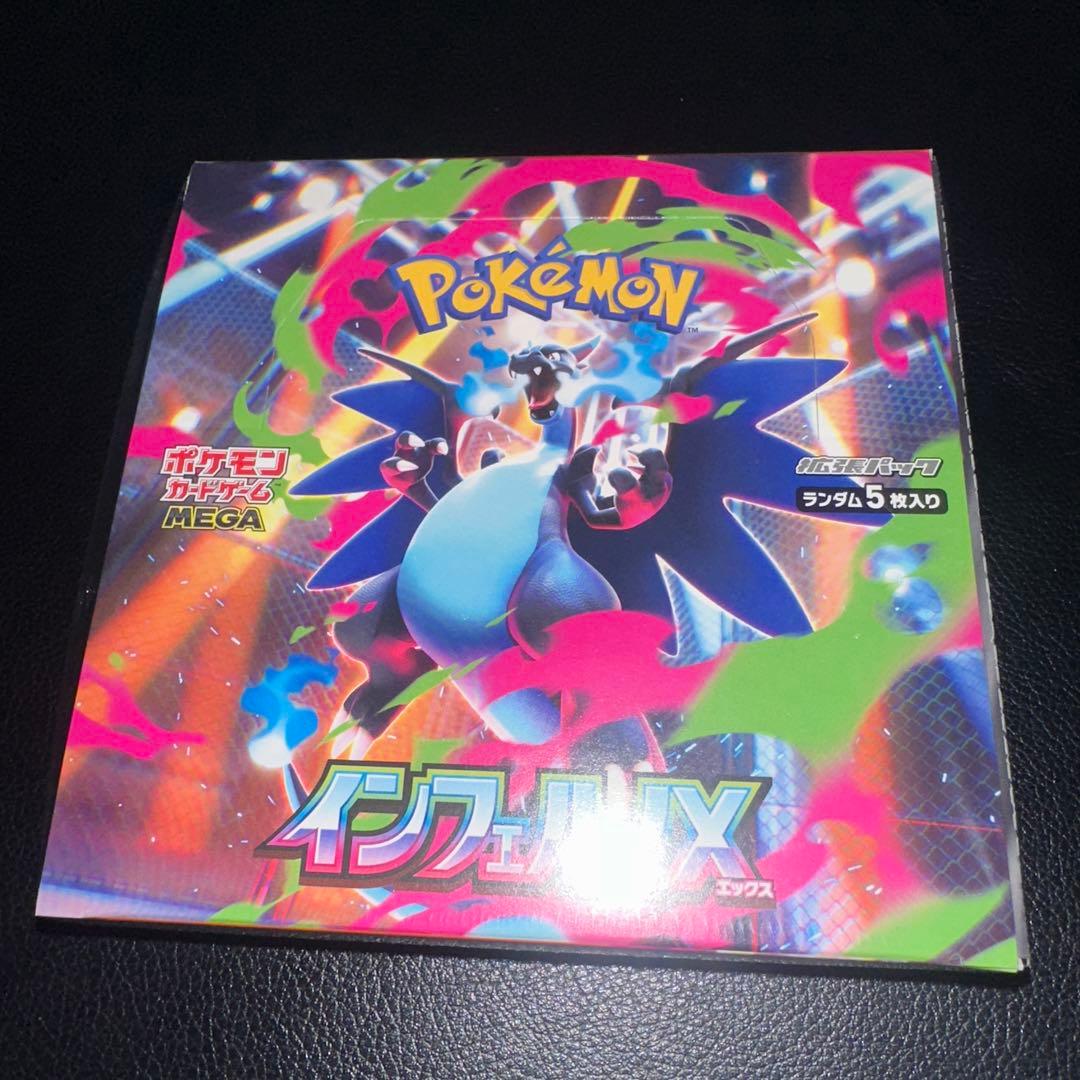 POKéMON
TM
ポケモン
カードゲーム
MEGA
拡張パック
ランダム5枚入り
インフェルノX
エックス